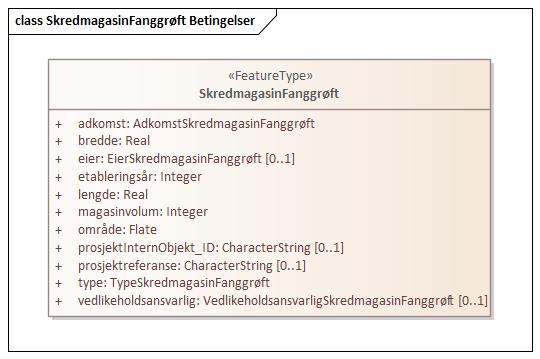 class SkredmagasinFanggrøft Betingelser
«FeatureType»
SkredmagasinFanggrøft
+ adkomst: AdkomstSkredmagasinFanggrøft
+ bredde: Real
+ eier: EierSkredmagasinFanggrøft [0..1]
+ etableringsår: Integer
+ lengde: Real
+ magasinvolum: Integer
+ område: Flate
+ prosjektInternObjekt_ID: CharacterString [0..1]
+ prosjektreferanse: CharacterString [0..1]
+ type: TypeSkredmagasinFanggrøft
+ vedlikeholdsansvarlig: VedlikeholdsansvarligSkredmagasinFanggrøft [0..1]